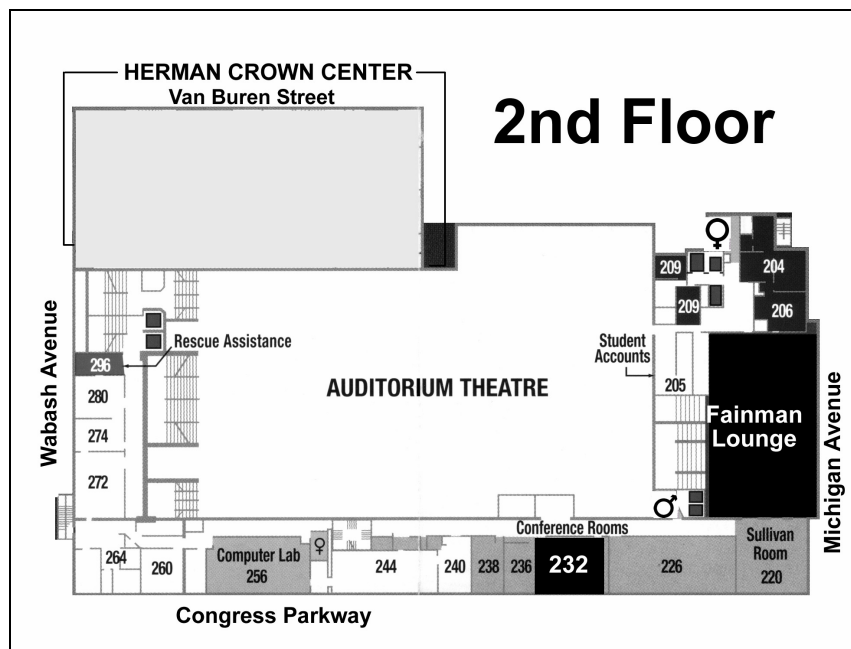 HERMAN CROWN CENTER
Van Buren Street
2nd Floor
209
204
209
206
Wabash Avenue
Rescue Assistance
296
280
274
272
AUDITORIUM THEATRE
Student
Accounts
205
Fainman
Lounge
Michigan Avenue
Conference Rooms
264
260
Computer Lab
256
244
240
238
236
232
226
Sullivan
Room
220
Congress Parkway